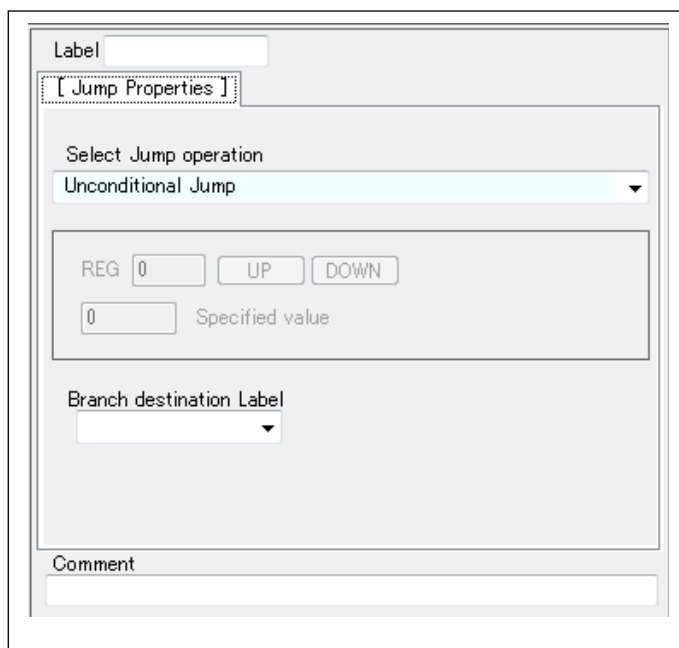 Label
[ Jump Properties ]
Select Jump operation
Unconditional Jump
REG 0 UP DOWN
0 Specified value
Branch destination Label
Comment